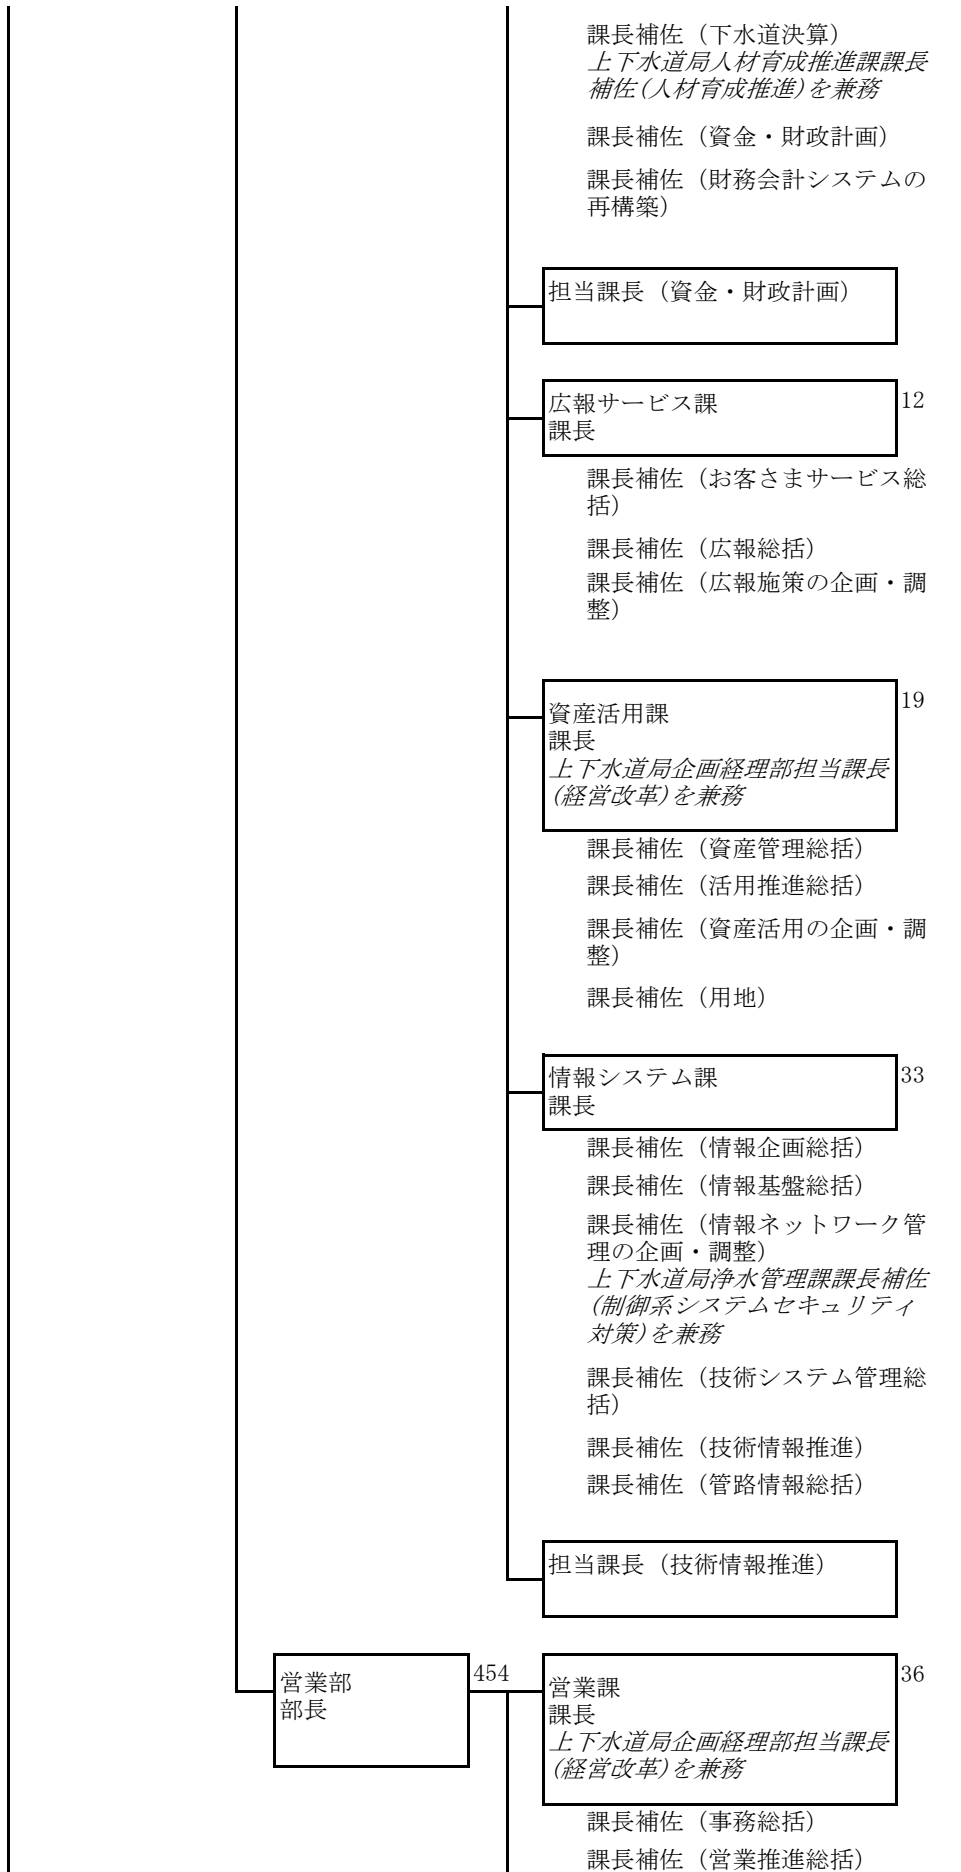 課長補佐（下水道決算）
上下水道局人材育成推進課課長
補佐(人材育成推進)を兼務
課長補佐（資金・財政計画）
課長補佐（財務会計システムの
再構築）
担当課長（資金・財政計画）
広報サービス課
課長
12
課長補佐（お客さまサービス総
括）
課長補佐（広報総括）
課長補佐（広報施策の企画・調
整）
資産活用課
課長
上下水道局企画経理部担当課長
(経営改革)を兼務
19
課長補佐（資産管理総括）
課長補佐（活用推進総括）
課長補佐（資産活用の企画・調
整）
課長補佐（用地）
情報システム課
課長
33
課長補佐（情報企画総括）
課長補佐（情報基盤総括）
課長補佐（情報ネットワーク管
理の企画・調整）
上下水道局浄水管理課課長補佐
(制御系システムセキュリティ
対策)を兼務
課長補佐（技術システム管理総
括）
課長補佐（技術情報推進）
課長補佐（管路情報総括）
担当課長（技術情報推進）
営業部
部長
454
営業課
課長
上下水道局企画経理部担当課長
(経営改革)を兼務
36
課長補佐（事務総括）
課長補佐（営業推進総括）